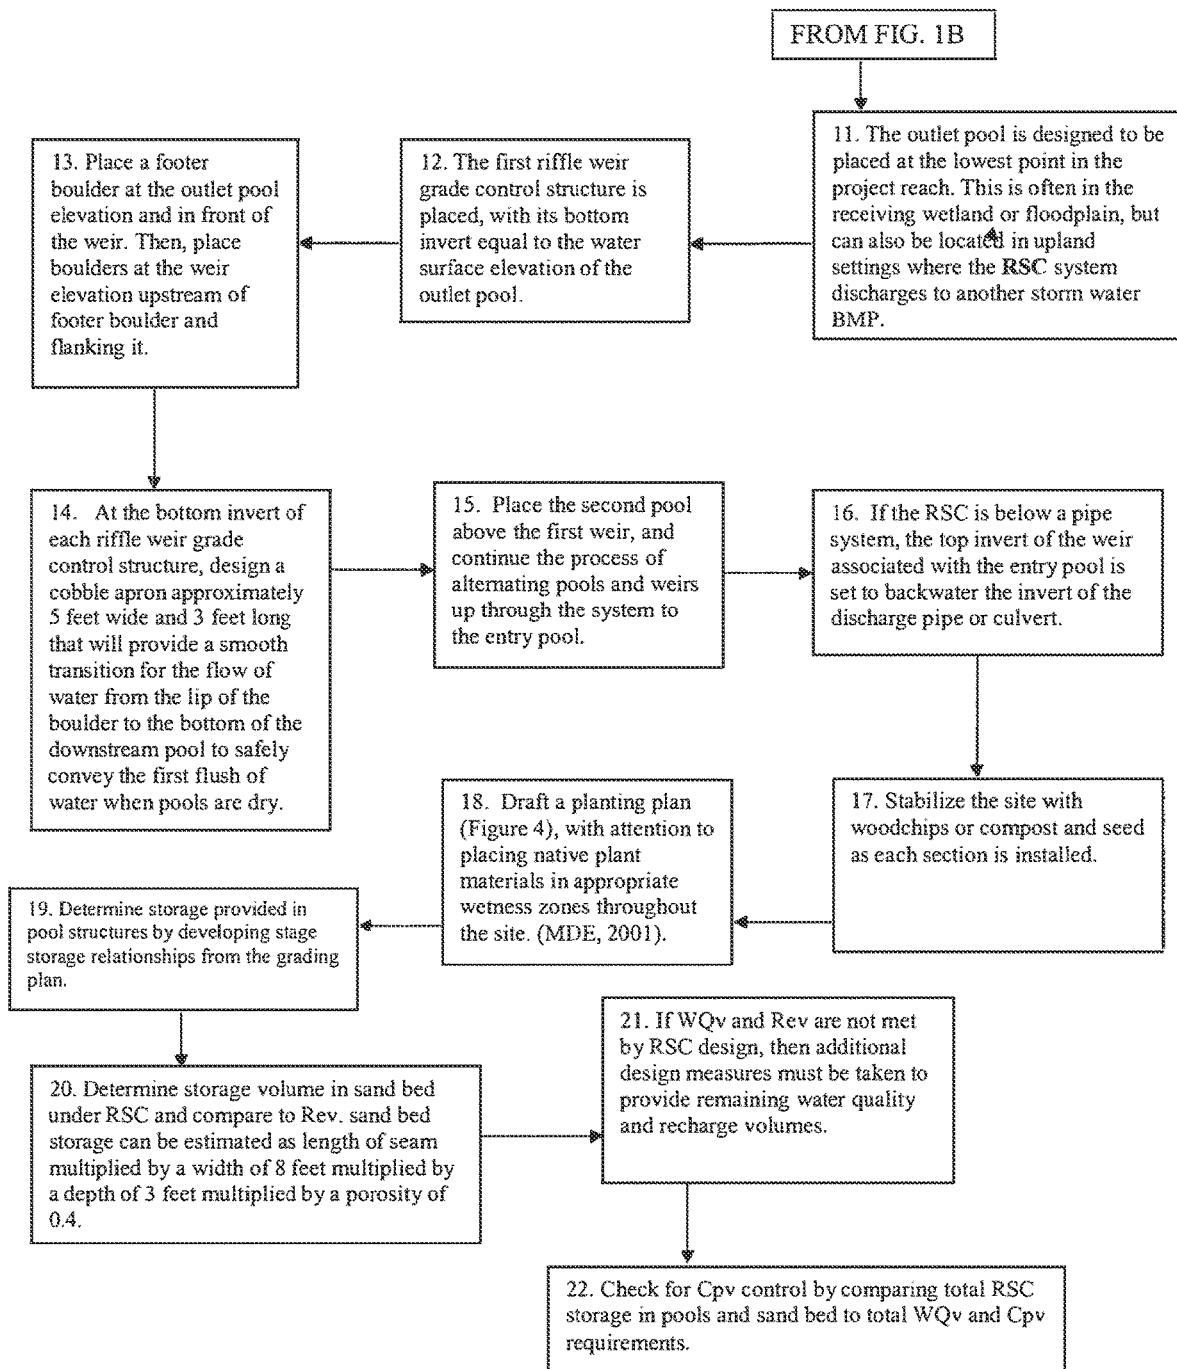 FROM FIG. 1B
11. The outlet pool is designed to be
placed at the lowest point in the
project reach. This is often in the
receiving wetland or floodplain, but
can also be located in upland
settings where the RSC system
discharges to another storm water
BMP.
12. The first riffle weir
grade control structure is
placed, with its bottom
invert equal to the water
surface elevation of the
outlet pool.
13. Place a footer
boulder at the outlet pool
elevation and in front of
the weir. Then, place
boulders at the weir
elevation upstream of
footer boulder and
flanking it.
14. At the bottom invert of
each riffle weir grade
control structure, design a
cobble apron approximately
5 feet wide and 3 feet long
that will provide a smooth
transition for the flow of
water from the lip of the
boulder to the bottom of the
downstream pool to safely
convey the first flush of
water when pools are dry.
15. Place the second pool
above the first weir, and
continue the process of
alternating pools and weirs
up through the system to
the entry pool.
16. If the RSC is below a pipe
system, the top invert of the weir
associated with the entry pool is
set to backwater the invert of the
discharge pipe or culvert.
17. Stabilize the site with
woodchips or compost and seed
as each section is installed.
18. Draft a planting plan
(Figure 4), with attention to
placing native plant
materials in appropriate
wetness zones throughout
the site. (MDE, 2001).
19. Determine storage provided in
pool structures by developing stage
storage relationships from the grading
plan.
20. Determine storage volume in sand bed
under RSC and compare to Rev. sand bed
storage can be estimated as length of seam
multiplied by a width of 8 feet multiplied by
a depth of 3 feet multiplied by a porosity of
0.4.
21. If WQv and Rev are not met
by RSC design, then additional
design measures must be taken to
provide remaining water quality
and recharge volumes.
22. Check for Cpv control by comparing total RSC
storage in pools and sand bed to total WQv and Cpv
requirements.